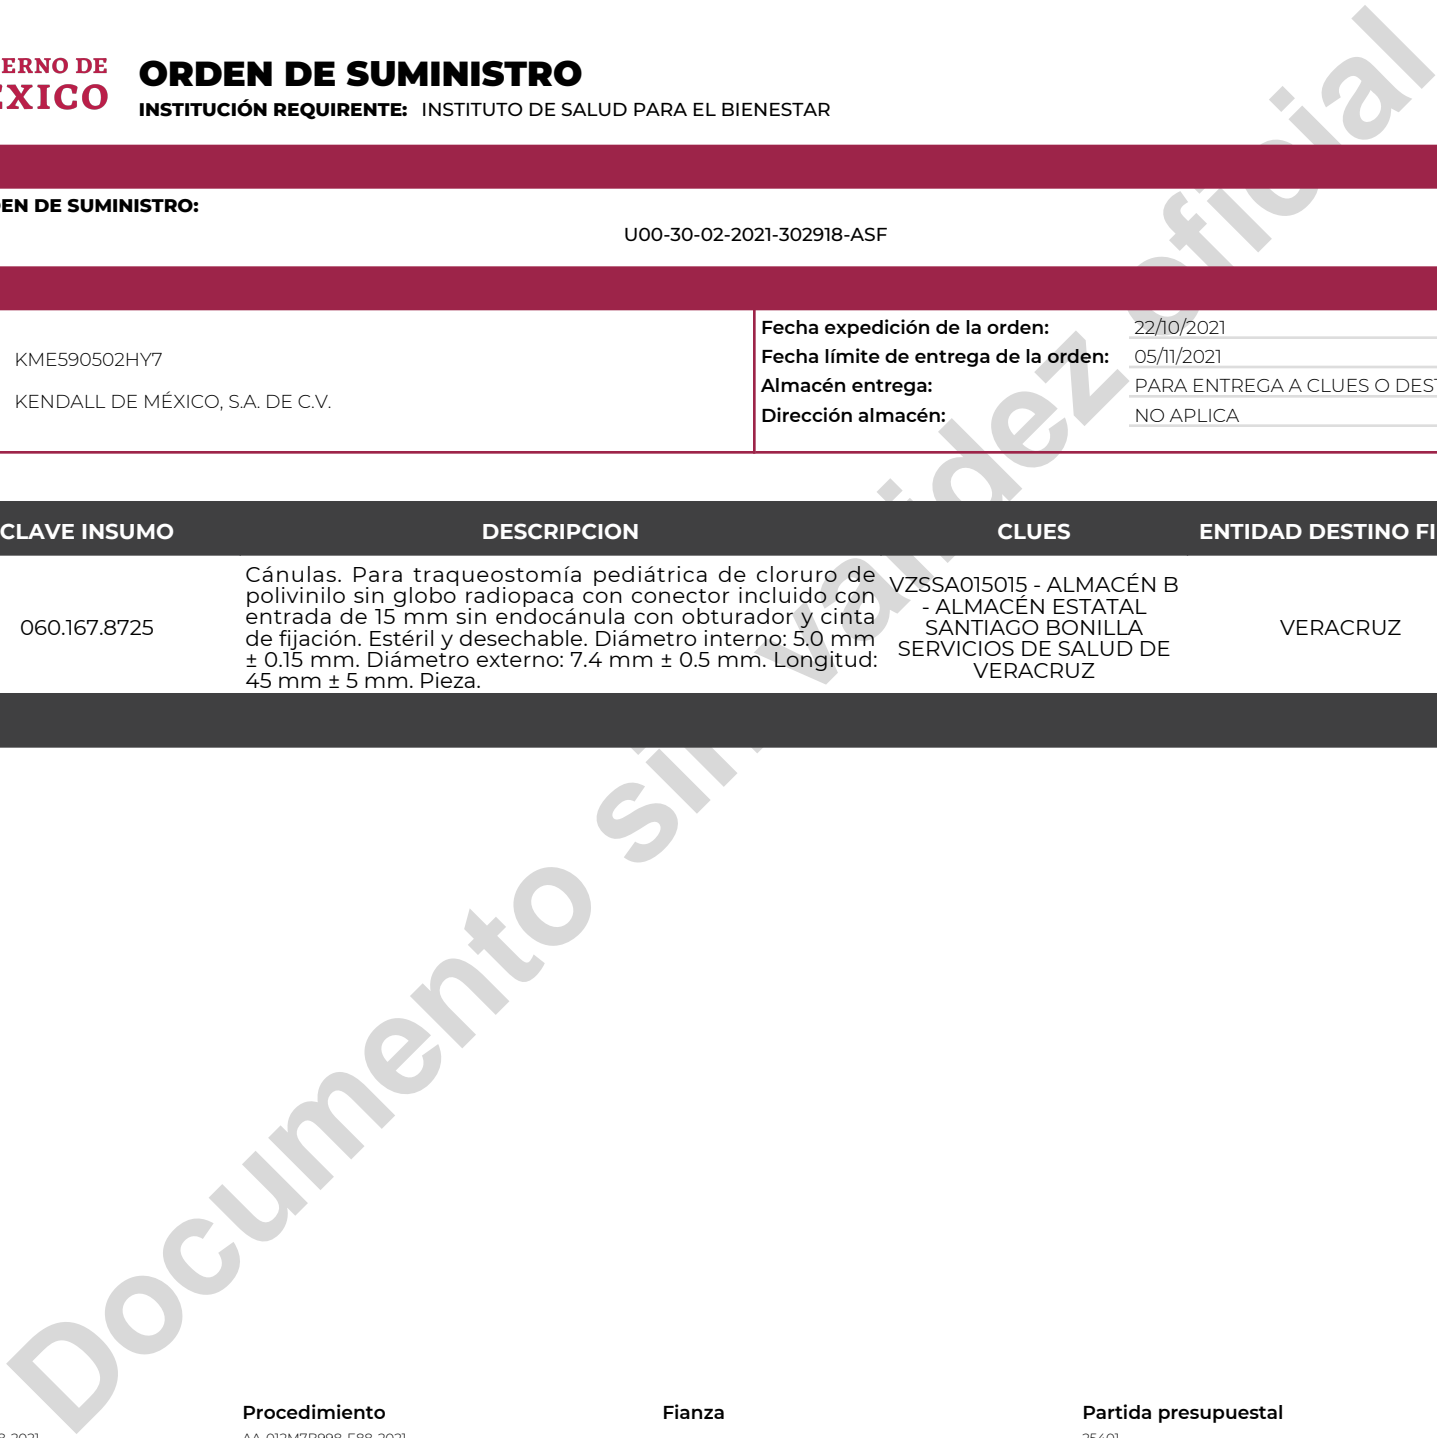 ERNO DE
ÉXICO
ORDEN DE SUMINISTRO
INSTITUCIÓN REQUIRENTE: INSTITUTO DE SALUD PARA EL BIENESTAR
EN DE SUMINISTRO:
U00-30-02-2021-302918-ASF
KME590502HY7
KENDALL DE MÉXICO, S.A. DE C.V.
Fecha expedición de la orden: 22/10/2021
Fecha límite de entrega de la orden: 05/11/2021
Almacén entrega: PARA ENTREGA A CLUES O DEST
Dirección almacén: NO APLICA
CLAVE INSUMO DESCRIPCION CLUES ENTIDAD DESTINO FI
060.167.8725
Cánulas. Para traqueostomía pediátrica de cloruro de
polivinilo sin globo radiopaca con conector incluido con
entrada de 15 mm sin endocánula con obturador y cinta
de fijación. Estéril y desechable. Diámetro interno: 5.0 mm
± 0.15 mm. Diámetro externo: 7.4 mm ± 0.5 mm. Longitud:
45 mm ± 5 mm. Pieza.
VZSSA015015 - ALMACÉN B
- ALMACÉN ESTATAL
SANTIAGO BONILLA
SERVICIOS DE SALUD DE
VERACRUZ
VERACRUZ
Documento sin validez oficial
Procedimiento Fianza Partida presupuestal